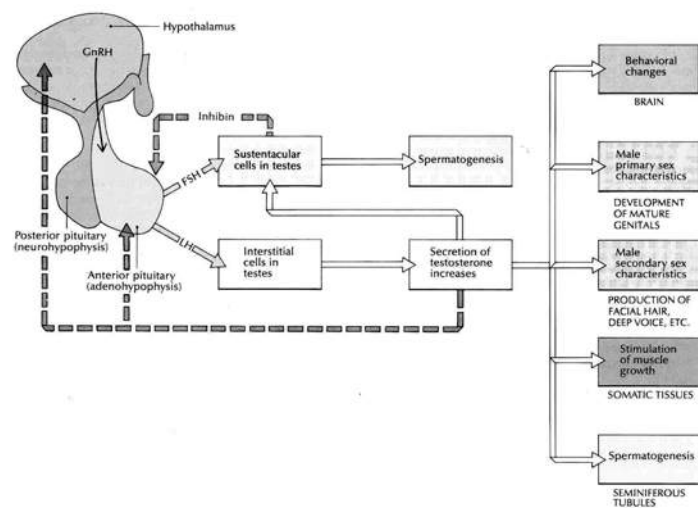 Hypothalamus
GnRH
Inhibin
Behavioral
changes
BRAIN
Sustentacular
cells in testes
Spermatogenesis
FSH
Male
primary sex
characteristics
DEVELOPMENT
OF MATURE
GENITALS
Posterior pituitary
(neurohypophysis)
LH
Interstitial
cells in
testes
Secretion of
testosterone
increases
Male
secondary sex
characteristics
Anterior pituitary
(adenohypophysis)
PRODUCTION OF
FACIAL HAIR,
DEEP VOICE, ETC.
Stimulation
of muscle
growth
SOMATIC TISSUES
Spermatogenesis
SEMINIFEROUS
TUBULES